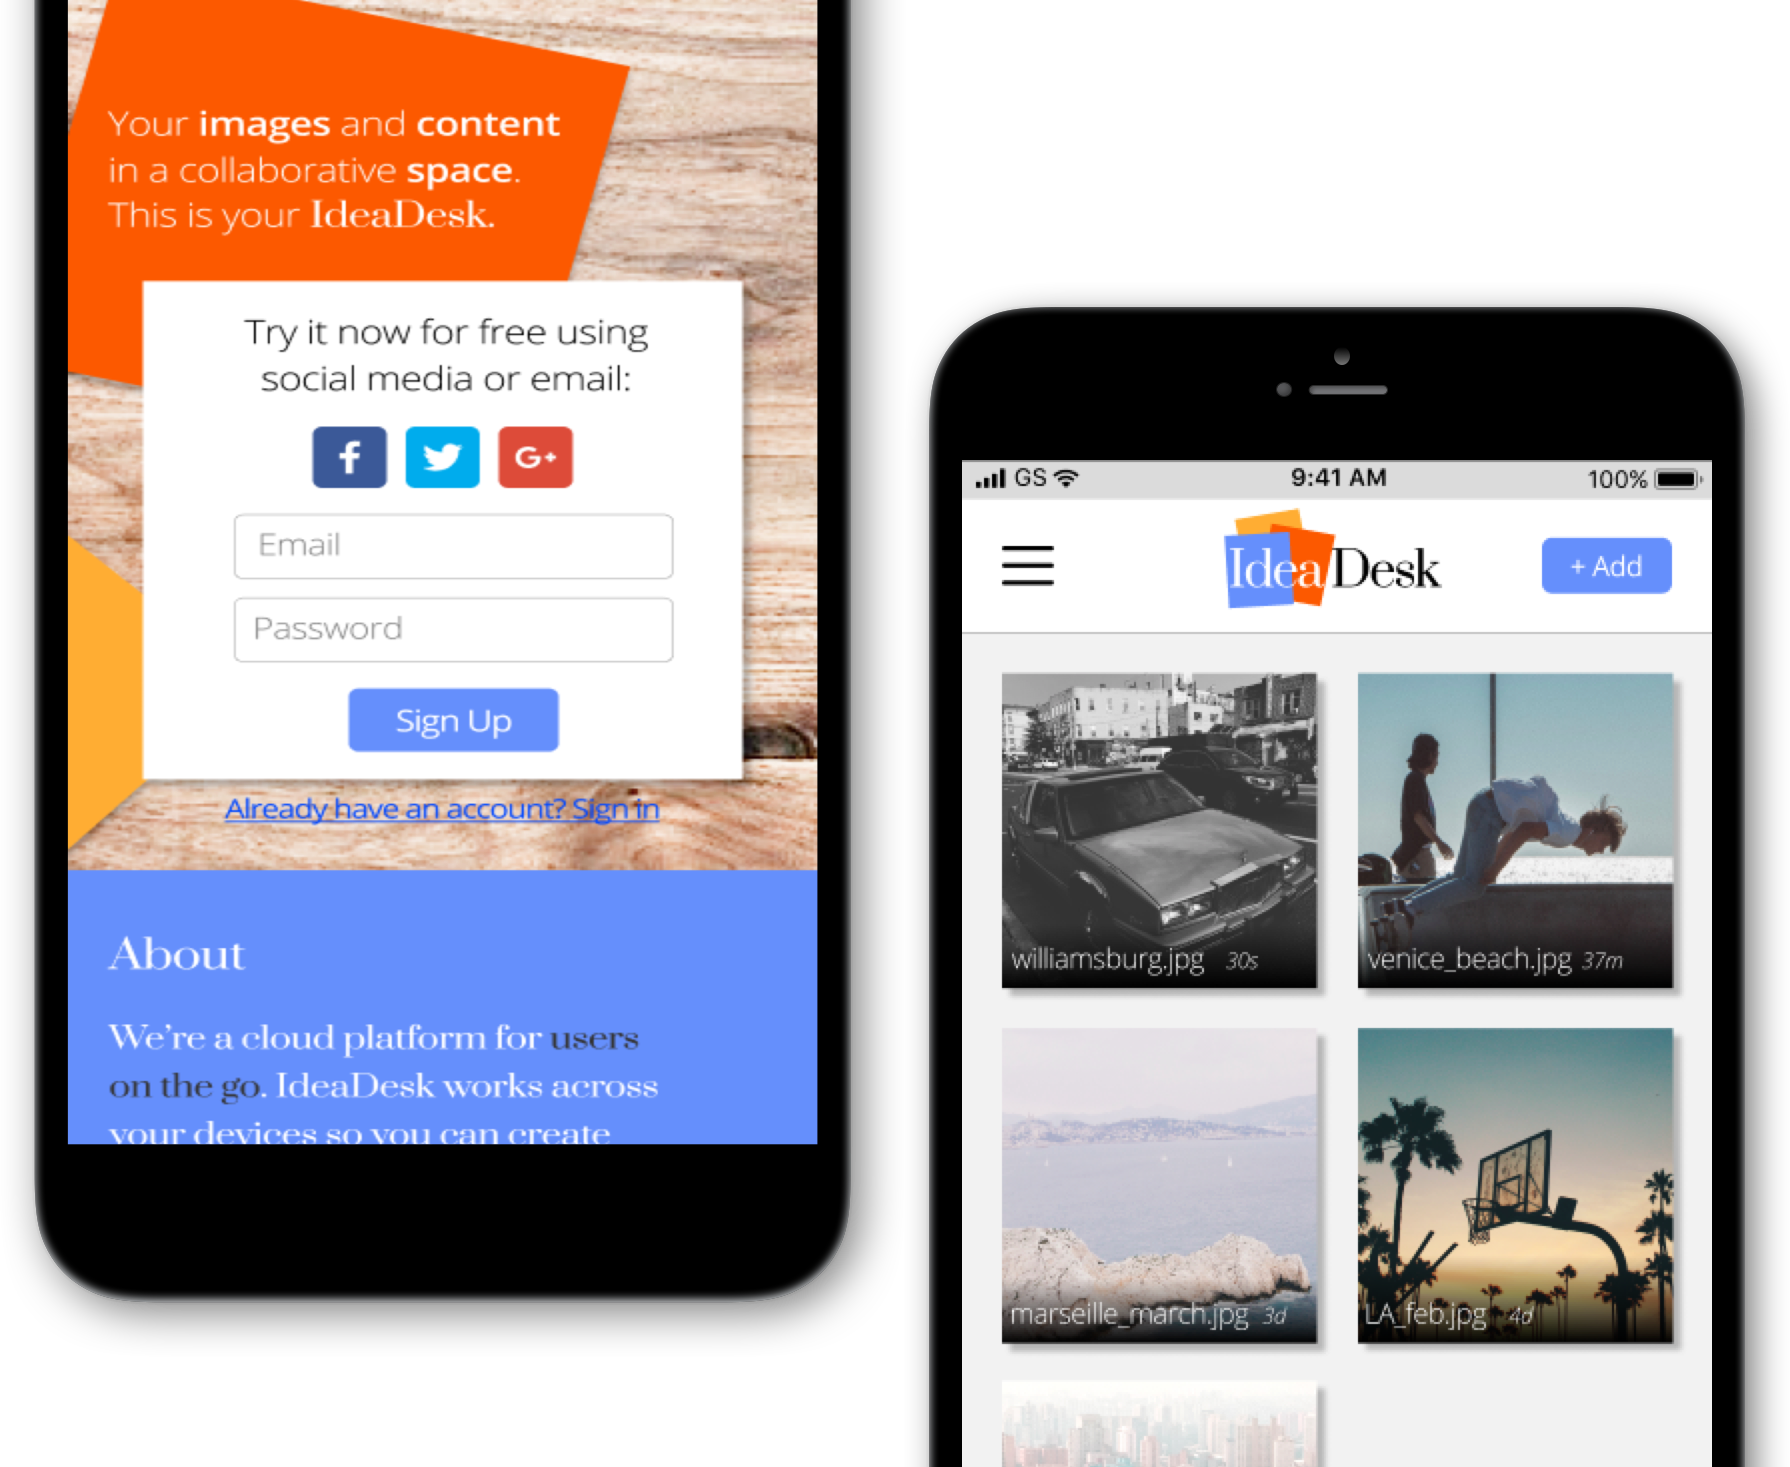 Your images and content
in a collaborative space.
This is your IdeaDesk.
Try it now for free using
social media or email:
f
G+
Email
Password
Sign Up
Already have an account? Sign in
About
We’re a cloud platform for users
on the go. IdeaDesk works across
your devices so you can create
GS 9:41 AM 100%
IdeaDesk
+ Add
williamsburg.jpg 30s
venice_beach.jpg 37m
marseille_march.jpg 3d
LA_feb.jpg 4d